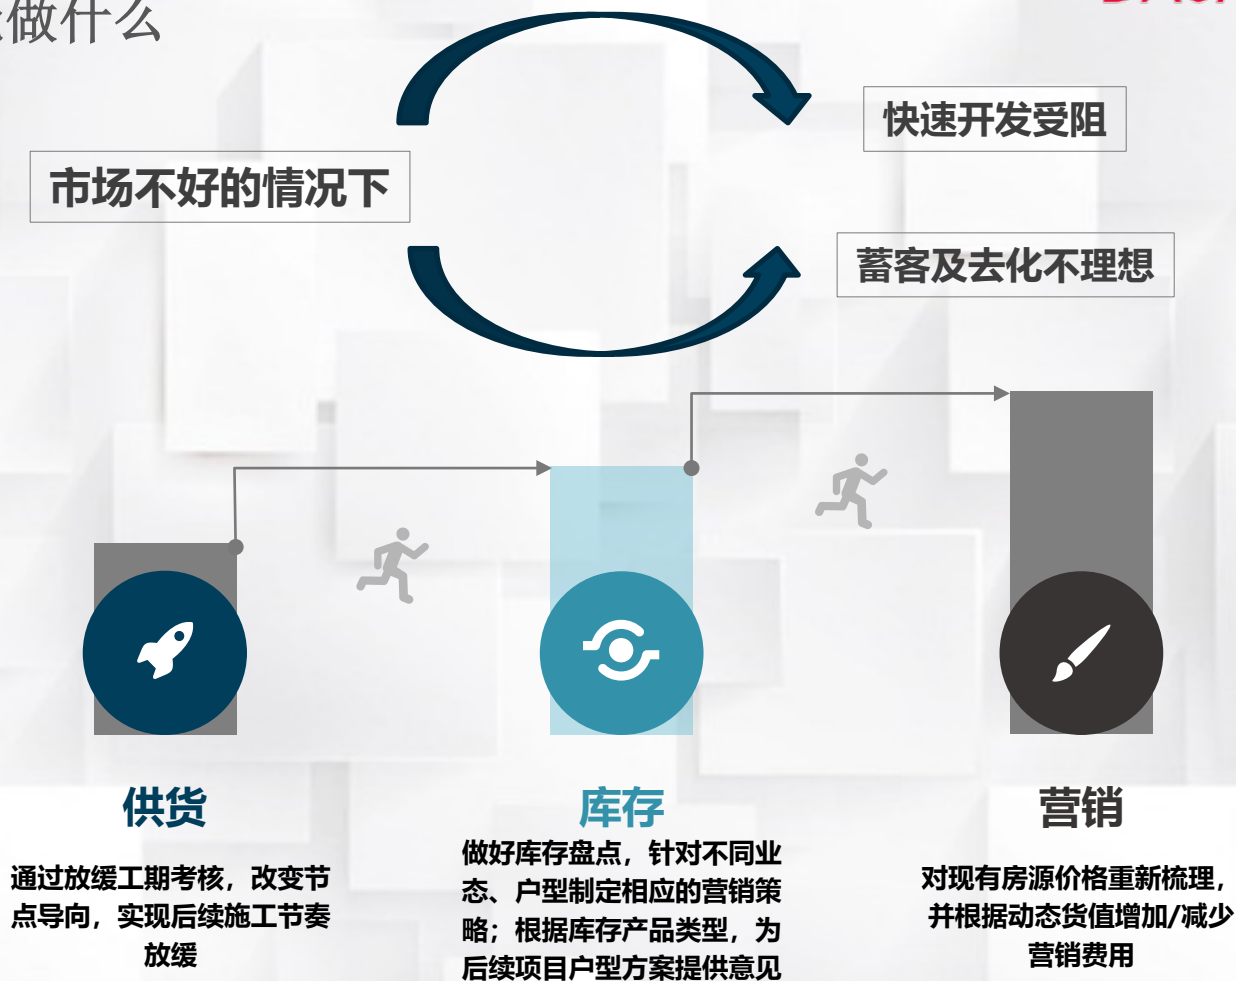 做什么
快速开发受阻
市场不好的情况下
蓄客及去化不理想
供货
通过放缓工期考核，改变节
点导向，实现后续施工节奏
放缓
库存
做好库存盘点，针对不同业
态、户型制定相应的营销策
略；根据库存产品类型，为
后续项目户型方案提供意见
营销
对现有房源价格重新梳理，
并根据动态货值增加/减少
营销费用